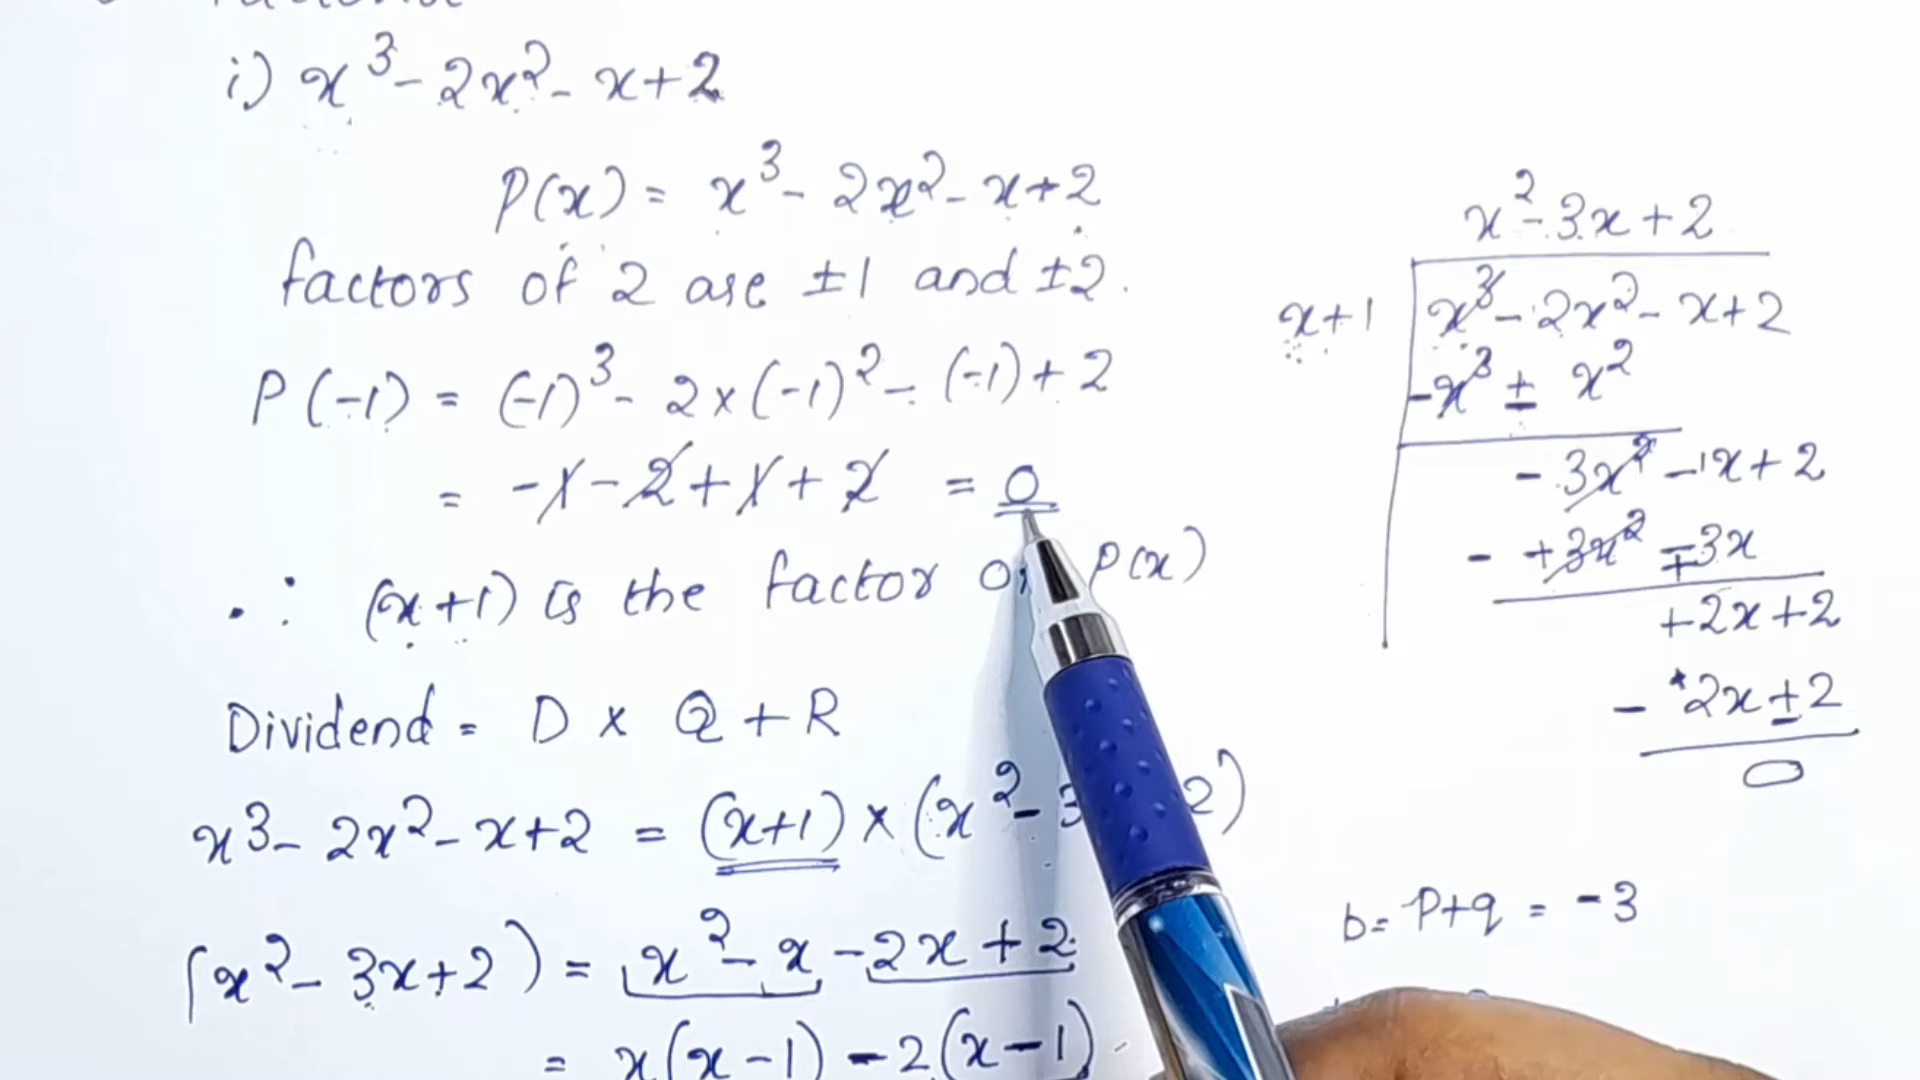 i) x³ - 2x² - x + 2
P(x) = x³ - 2x² - x + 2
factors of 2 are ±1 and ±2.
P(-1) = (-1)³ - 2 × (-1)² - (-1) + 2
= -1 - 2 + 1 + 2 = 0
∴ (x+1) is the factor of P(x)
Dividend = D × Q + R
x³ - 2x² - x + 2 = (x+1) × (x² - 3 2)
(x² - 3x + 2) = x² - x - 2x + 2
= x(x-1) - 2(x-1)
x² - 3x + 2
x+1 x³ - 2x² - x + 2
-x³ ± x²
- 3x² - 1x + 2
- +3x² ∓ 3x
+2x + 2
- +2x ± 2
0
b = p+q = -3